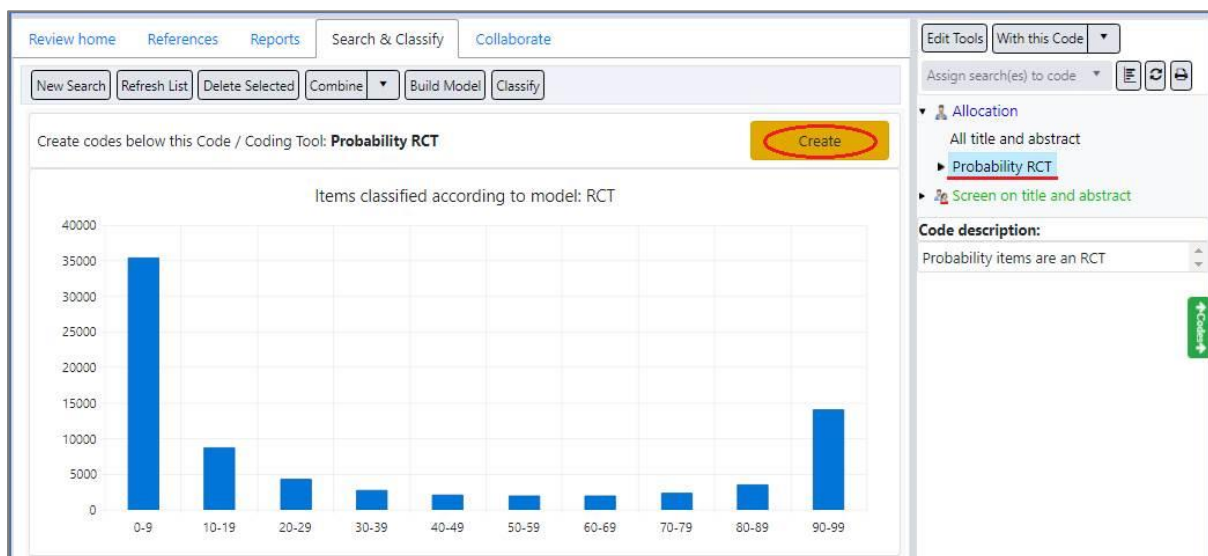 Review home References Reports Search & Classify Collaborate
New Search Refresh List Delete Selected Combine Build Model Classify
Create codes below this Code / Coding Tool: Probability RCT Create
Items classified according to model: RCT
40000
35000
30000
25000
20000
15000
10000
5000
0
0-9 10-19 20-29 30-39 40-49 50-59 60-69 70-79 80-89 90-99
Edit Tools With this Code
Assign search(es) to code
Allocation
All title and abstract
Probability RCT
Screen on title and abstract
Code description:
Probability items are an RCT
Codes